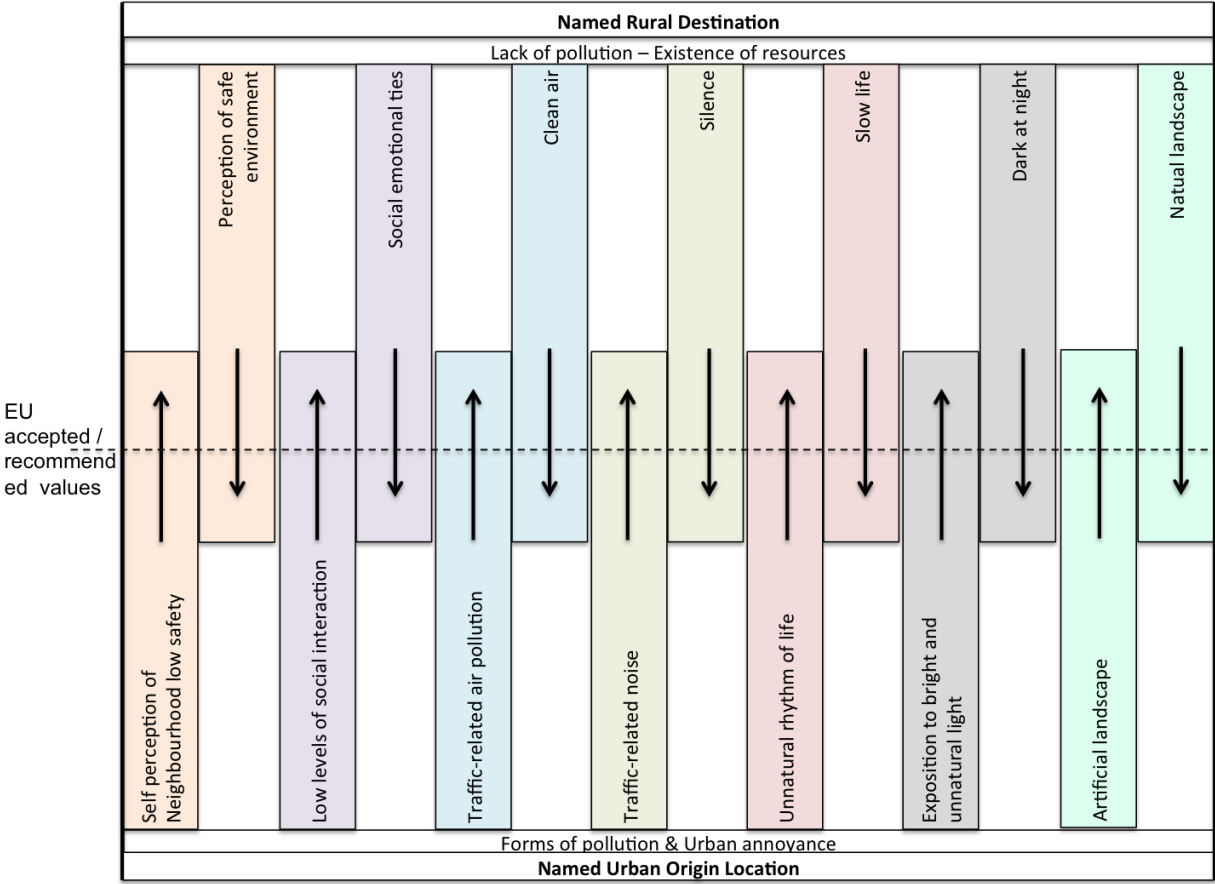 Named Rural Destination
Lack of pollution – Existence of resources
Perception of safe
environment
Social emotional ties
Clean air
Silence
Slow life
Dark at night
Natual landscape
EU
accepted /
recommend
ed values
Self perception of
Neighbourhood low safety
Low levels of social interaction
Traffic-related air pollution
Traffic-related noise
Unnatural rhythm of life
Exposition to bright and
unnatural light
Artificial landscape
Forms of pollution & Urban annoyance
Named Urban Origin Location